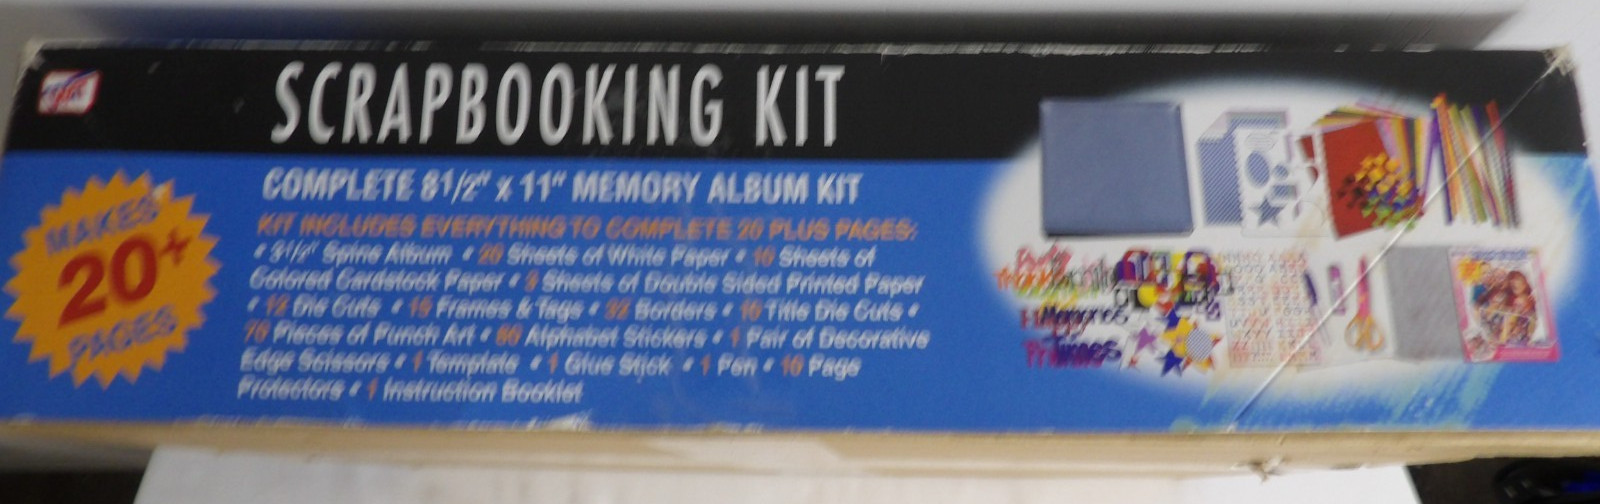 SCRAPBOOKING KIT
COMPLETE 8 1/2" x 11" MEMORY ALBUM KIT
MAKES
20+
PAGES
KIT INCLUDES EVERYTHING TO COMPLETE 20 PLUS PAGES:
• 3 1/2" Spine Album • 20 Sheets of White Paper • 10 Sheets of
Colored Cardstock Paper • 3 Sheets of Double Sided Printed Paper
• 12 Die Cuts • 16 Frames & Tags • 32 Borders • 10 Title Die Cuts •
70 Pieces of Punch Art • 80 Alphabet Stickers • 1 Pair of Decorative
Edge Scissors • 1 Template • 1 Glue Stick • 1 Pen • 10 Page
Protectors • 1 Instruction Booklet
Memories